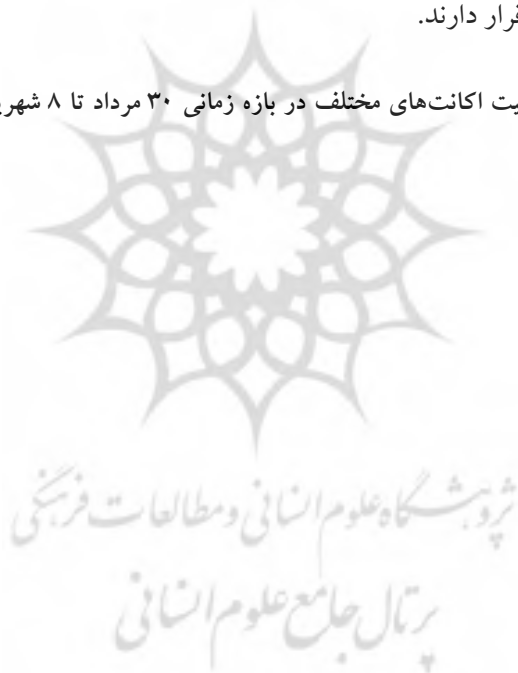 قرار دارند.
یت اکانت‌های مختلف در بازه زمانی ۳۰ مرداد تا ۸ شهری
پژوهشگاه علوم انسانی و مطالعات فرهنگی
پرتال جامع علوم انسانی